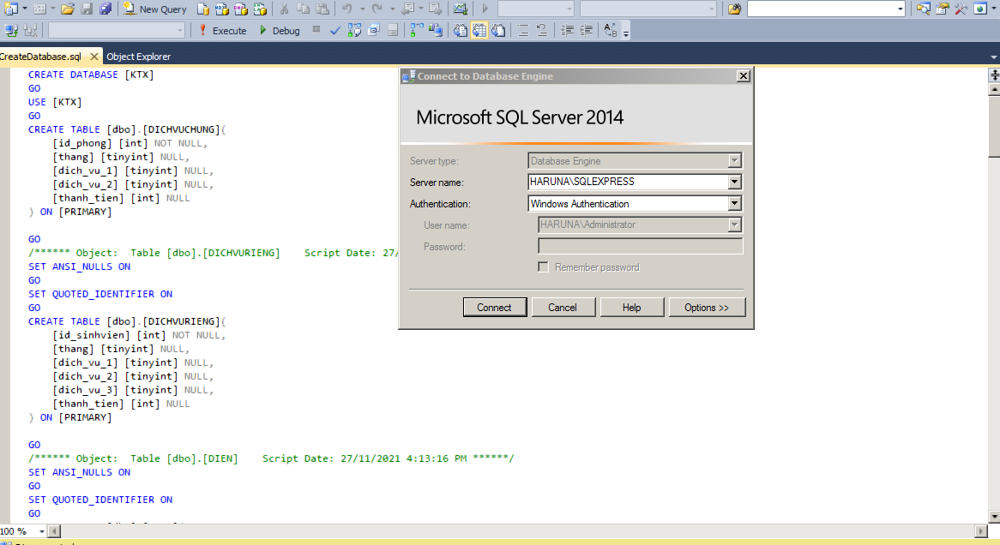 New Query
Execute
Debug
CreateDatabase.sql
Object Explorer
CREATE DATABASE [KTX]
GO
USE [KTX]
GO
CREATE TABLE [dbo].[DICHVUCHUNG](
[id_phong] [int] NOT NULL,
[thang] [tinyint] NULL,
[dich_vu_1] [tinyint] NULL,
[dich_vu_2] [tinyint] NULL,
[thanh_tien] [int] NULL
) ON [PRIMARY]
GO
/****** Object:  Table [dbo].[DICHVURIENG]    Script Date: 27/
SET ANSI_NULLS ON
GO
SET QUOTED_IDENTIFIER ON
GO
CREATE TABLE [dbo].[DICHVURIENG](
[id_sinhvien] [int] NOT NULL,
[thang] [tinyint] NULL,
[dich_vu_1] [tinyint] NULL,
[dich_vu_2] [tinyint] NULL,
[dich_vu_3] [tinyint] NULL,
[thanh_tien] [int] NULL
) ON [PRIMARY]
GO
/****** Object:  Table [dbo].[DIEN]    Script Date: 27/11/2021 4:13:16 PM ******/
SET ANSI_NULLS ON
GO
SET QUOTED_IDENTIFIER ON
GO
100 %
Connect to Database Engine
Microsoft SQL Server 2014
Server type: Database Engine
Server name: HARUNA\SQLEXPRESS
Authentication: Windows Authentication
User name: HARUNA\Administrator
Password:
Remember password
Connect Cancel Help Options >>